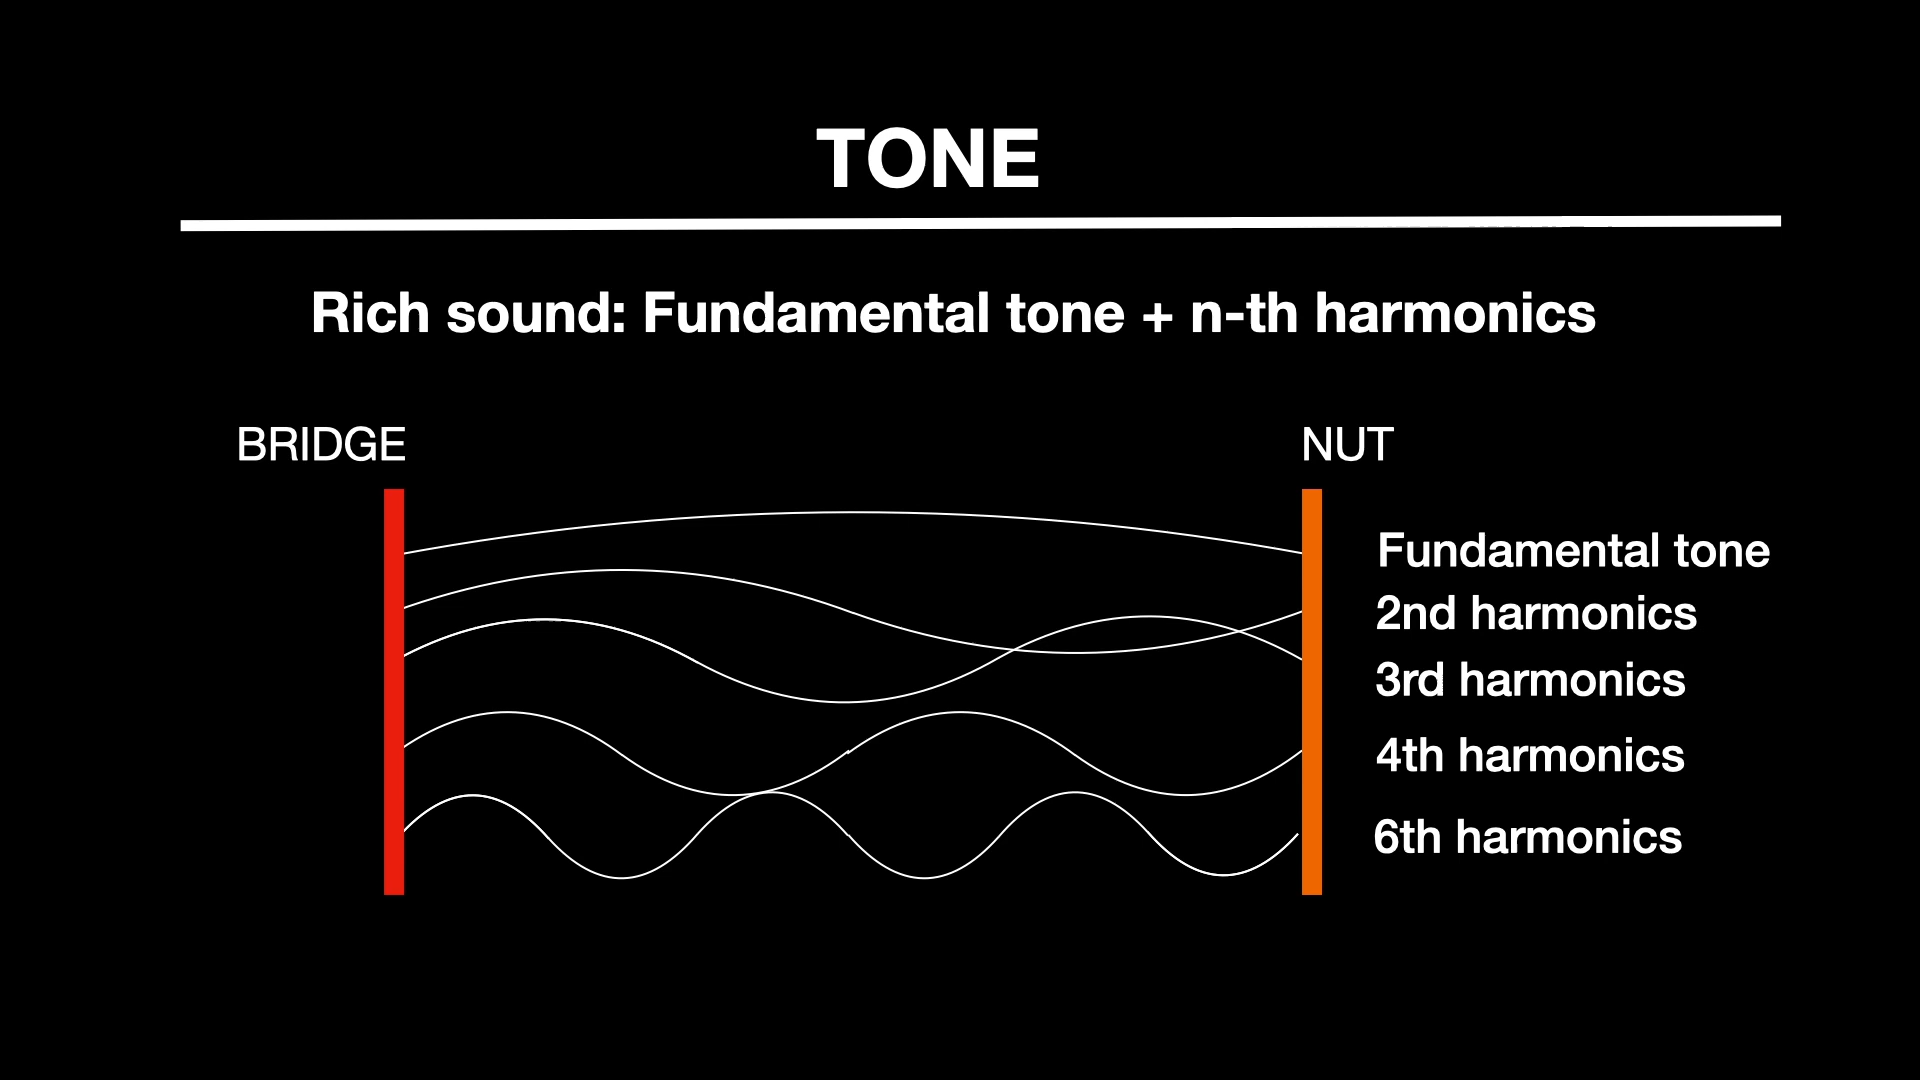 TONE
Rich sound: Fundamental tone + n-th harmonics
BRIDGE
NUT
Fundamental tone
2nd harmonics
3rd harmonics
4th harmonics
6th harmonics